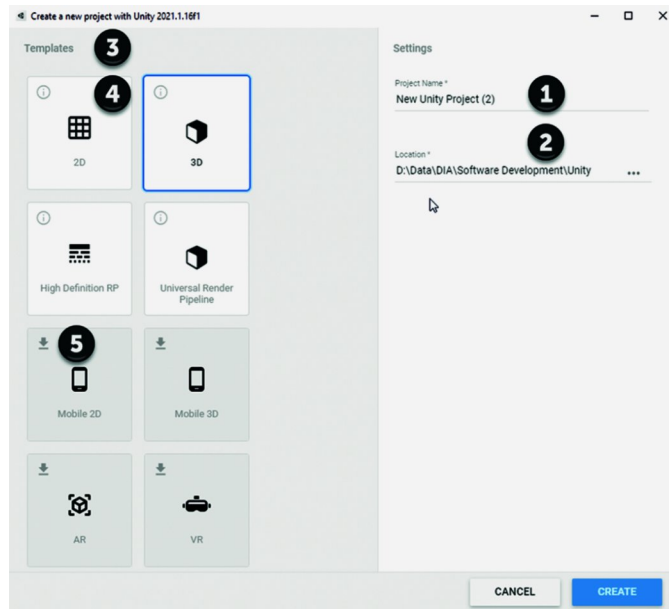 Create a new project with Unity 2021.1.16f1
Templates 3
4
2D
3D
High Definition RP
Universal Render
Pipeline
5
Mobile 2D
Mobile 3D
AR
VR
Settings
Project Name *
New Unity Project (2) 1
2
Location *
D:\Data\DIA\Software Development\Unity ...
CANCEL
CREATE